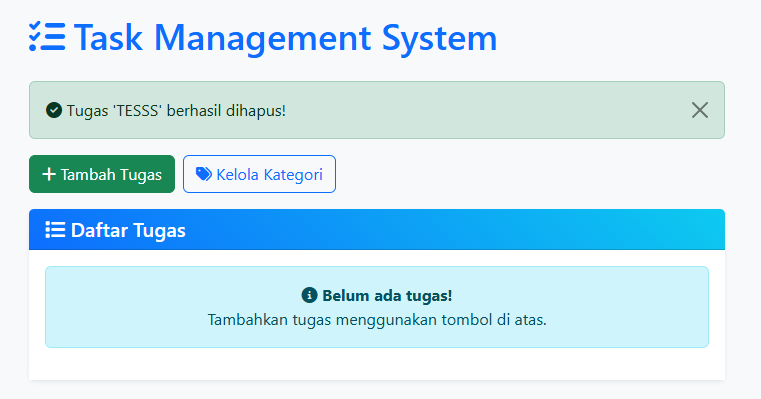 Task Management System
Tugas 'TESSS' berhasil dihapus!
Tambah Tugas
Kelola Kategori
Daftar Tugas
Belum ada tugas!
Tambahkan tugas menggunakan tombol di atas.